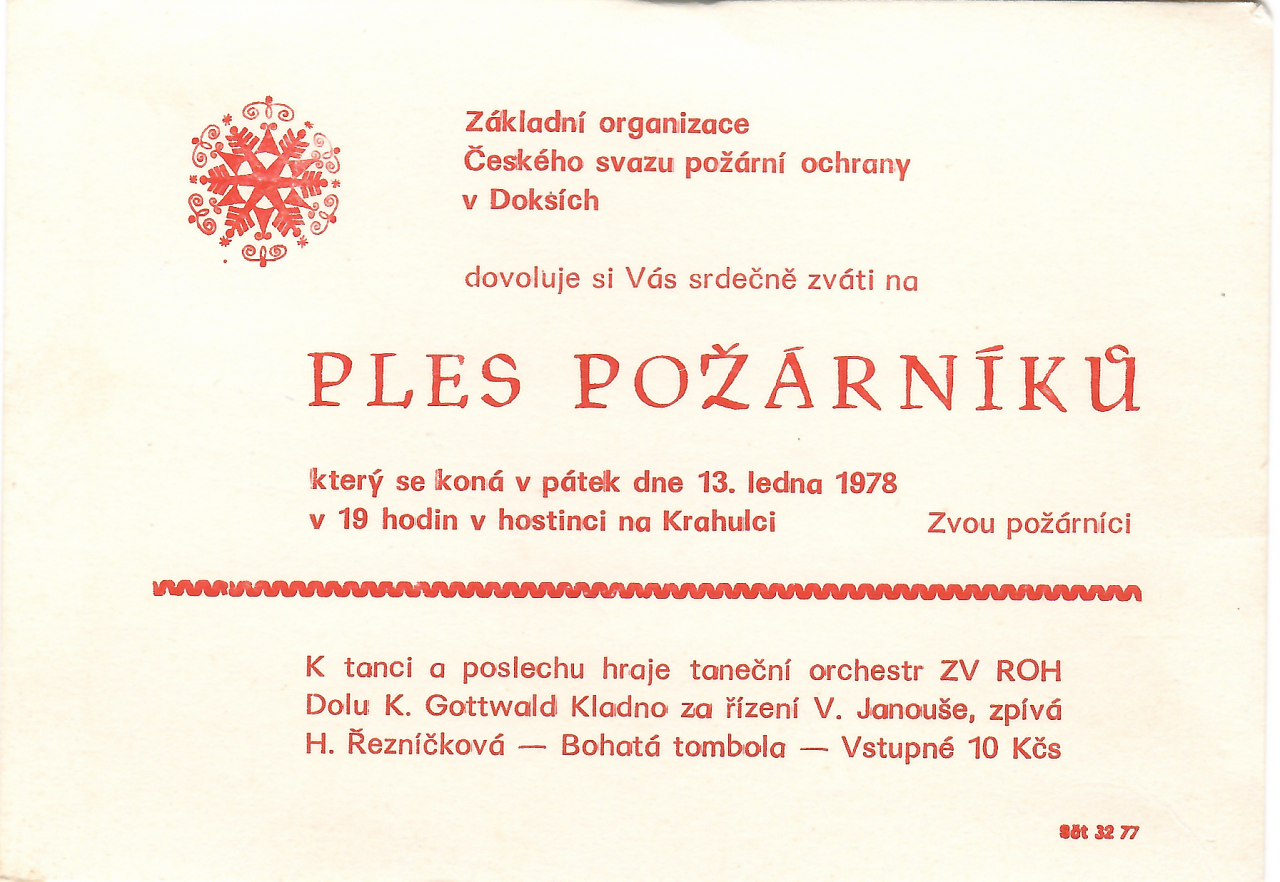 Základní organizace
Českého svazu požární ochrany
v Dokších
dovoluje si Vás srdečně zváti na
PLES POŽÁRNÍKŮ
který se koná v pátek dne 13. ledna 1978
v 19 hodin v hostinci na Krahulci
Zvou požárníci
K tanci a poslechu hraje taneční orchestr ZV ROH
Dolu K. Gottwald Kladno za řízení V. Janouše, zpívá
H. Řezníčková — Bohatá tombola — Vstupné 10 Kčs
32 77